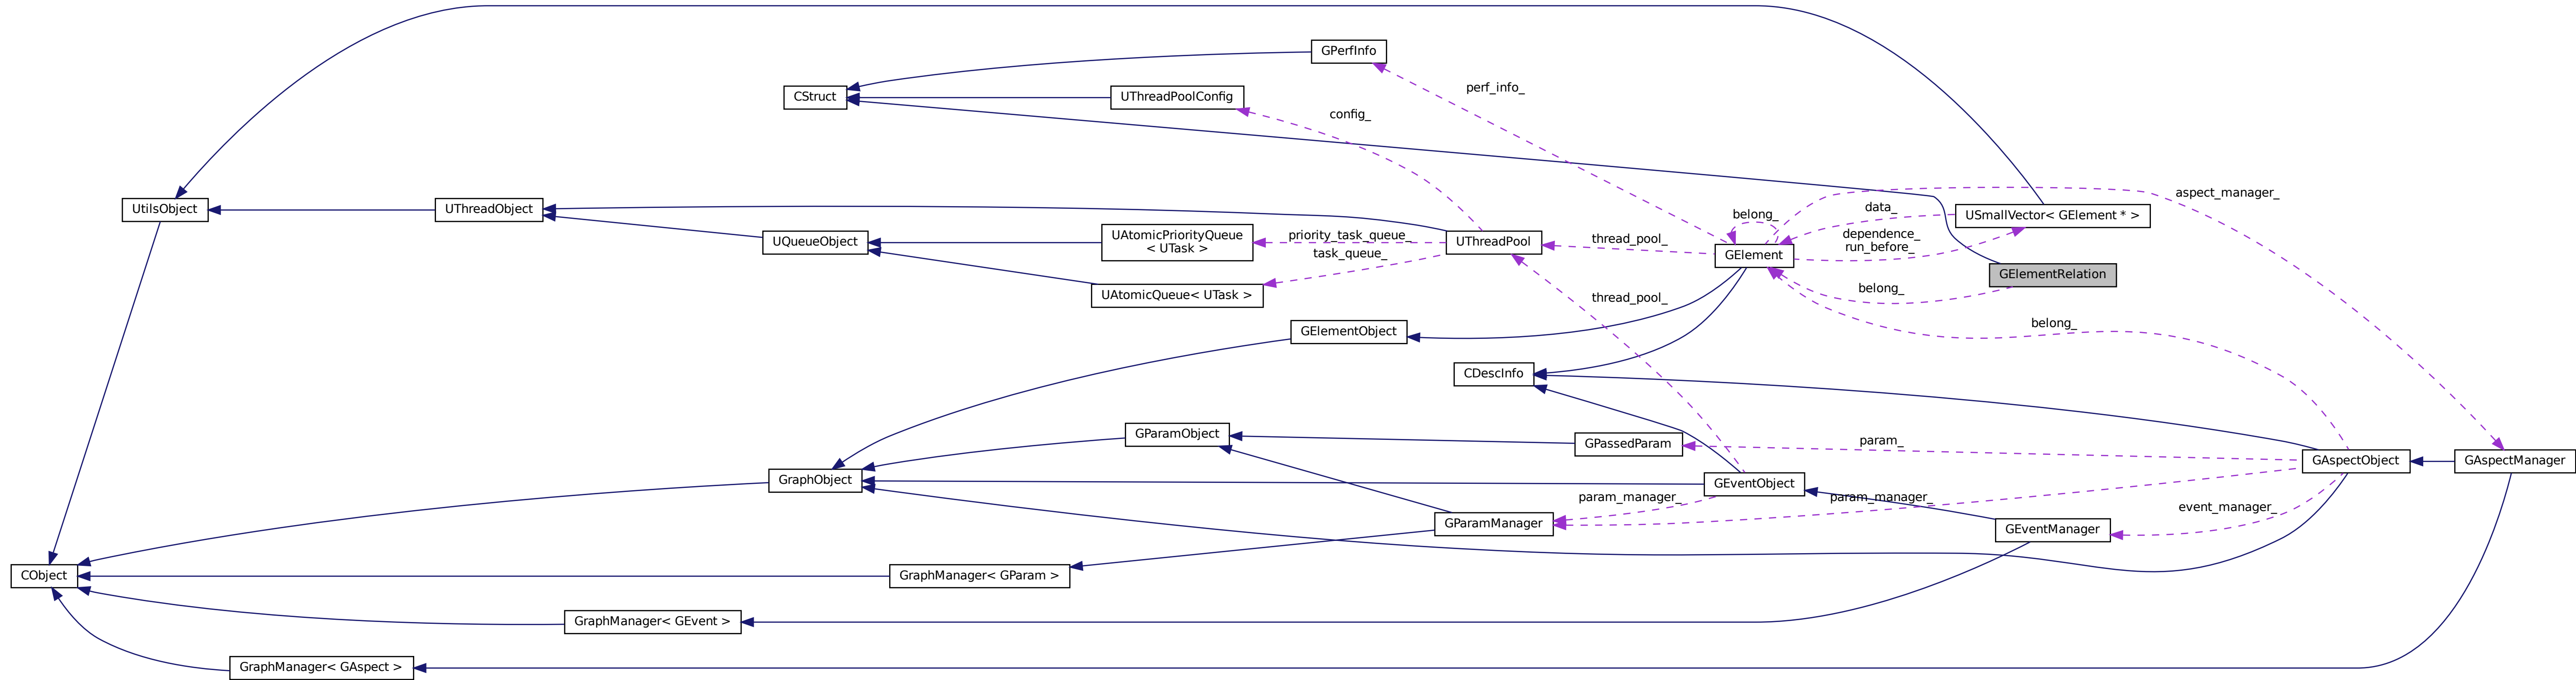 GPerfInfo
perf_info_
CStruct
UThreadPoolConfig
config_
aspect_manager_
UtilsObject
UThreadObject
data_
USmallVector< GElement * >
belong_
UQueueObject
UAtomicPriorityQueue
< UTask >
priority_task_queue_
task_queue_
UThreadPool
thread_pool_
GElement
dependence_
run_before_
GElementRelation
belong_
UAtomicQueue< UTask >
thread_pool_
belong_
GElementObject
CDescInfo
GParamObject
GPassedParam
param_
GAspectObject
GAspectManager
GraphObject
GEventObject
param_manager_
param_manager_
event_manager_
GParamManager
GEventManager
CObject
GraphManager< GParam >
GraphManager< GEvent >
GraphManager< GAspect >